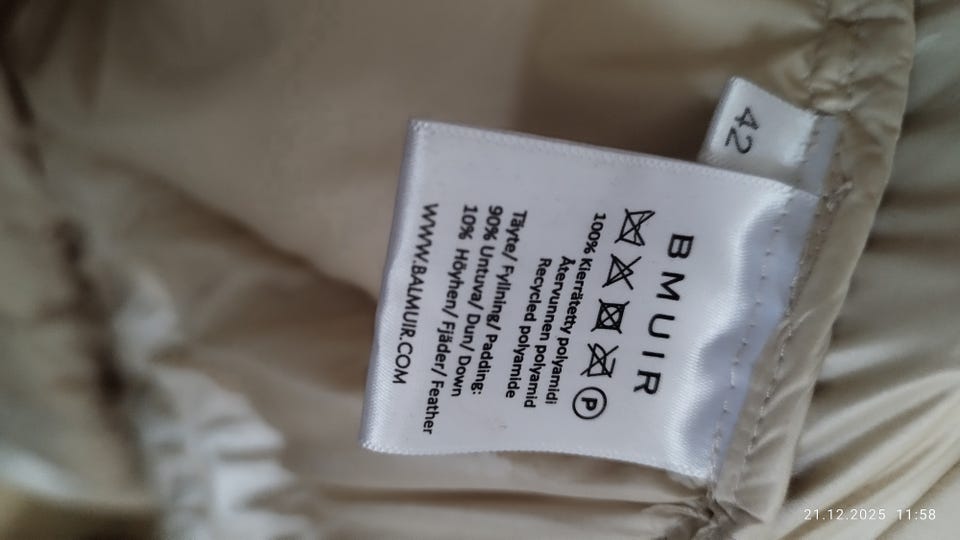 42
BMUIR
P
100% Kierrätetty polyamidi
Återvunnen polyamid
Recycled polyamide
Täyte/ Fyllning/ Padding:
90% Untuva/ Dun/ Down
10% Höyhen/ Fjäder/ Feather
WWW.BALMUIR.COM
21.12.2025 11:58